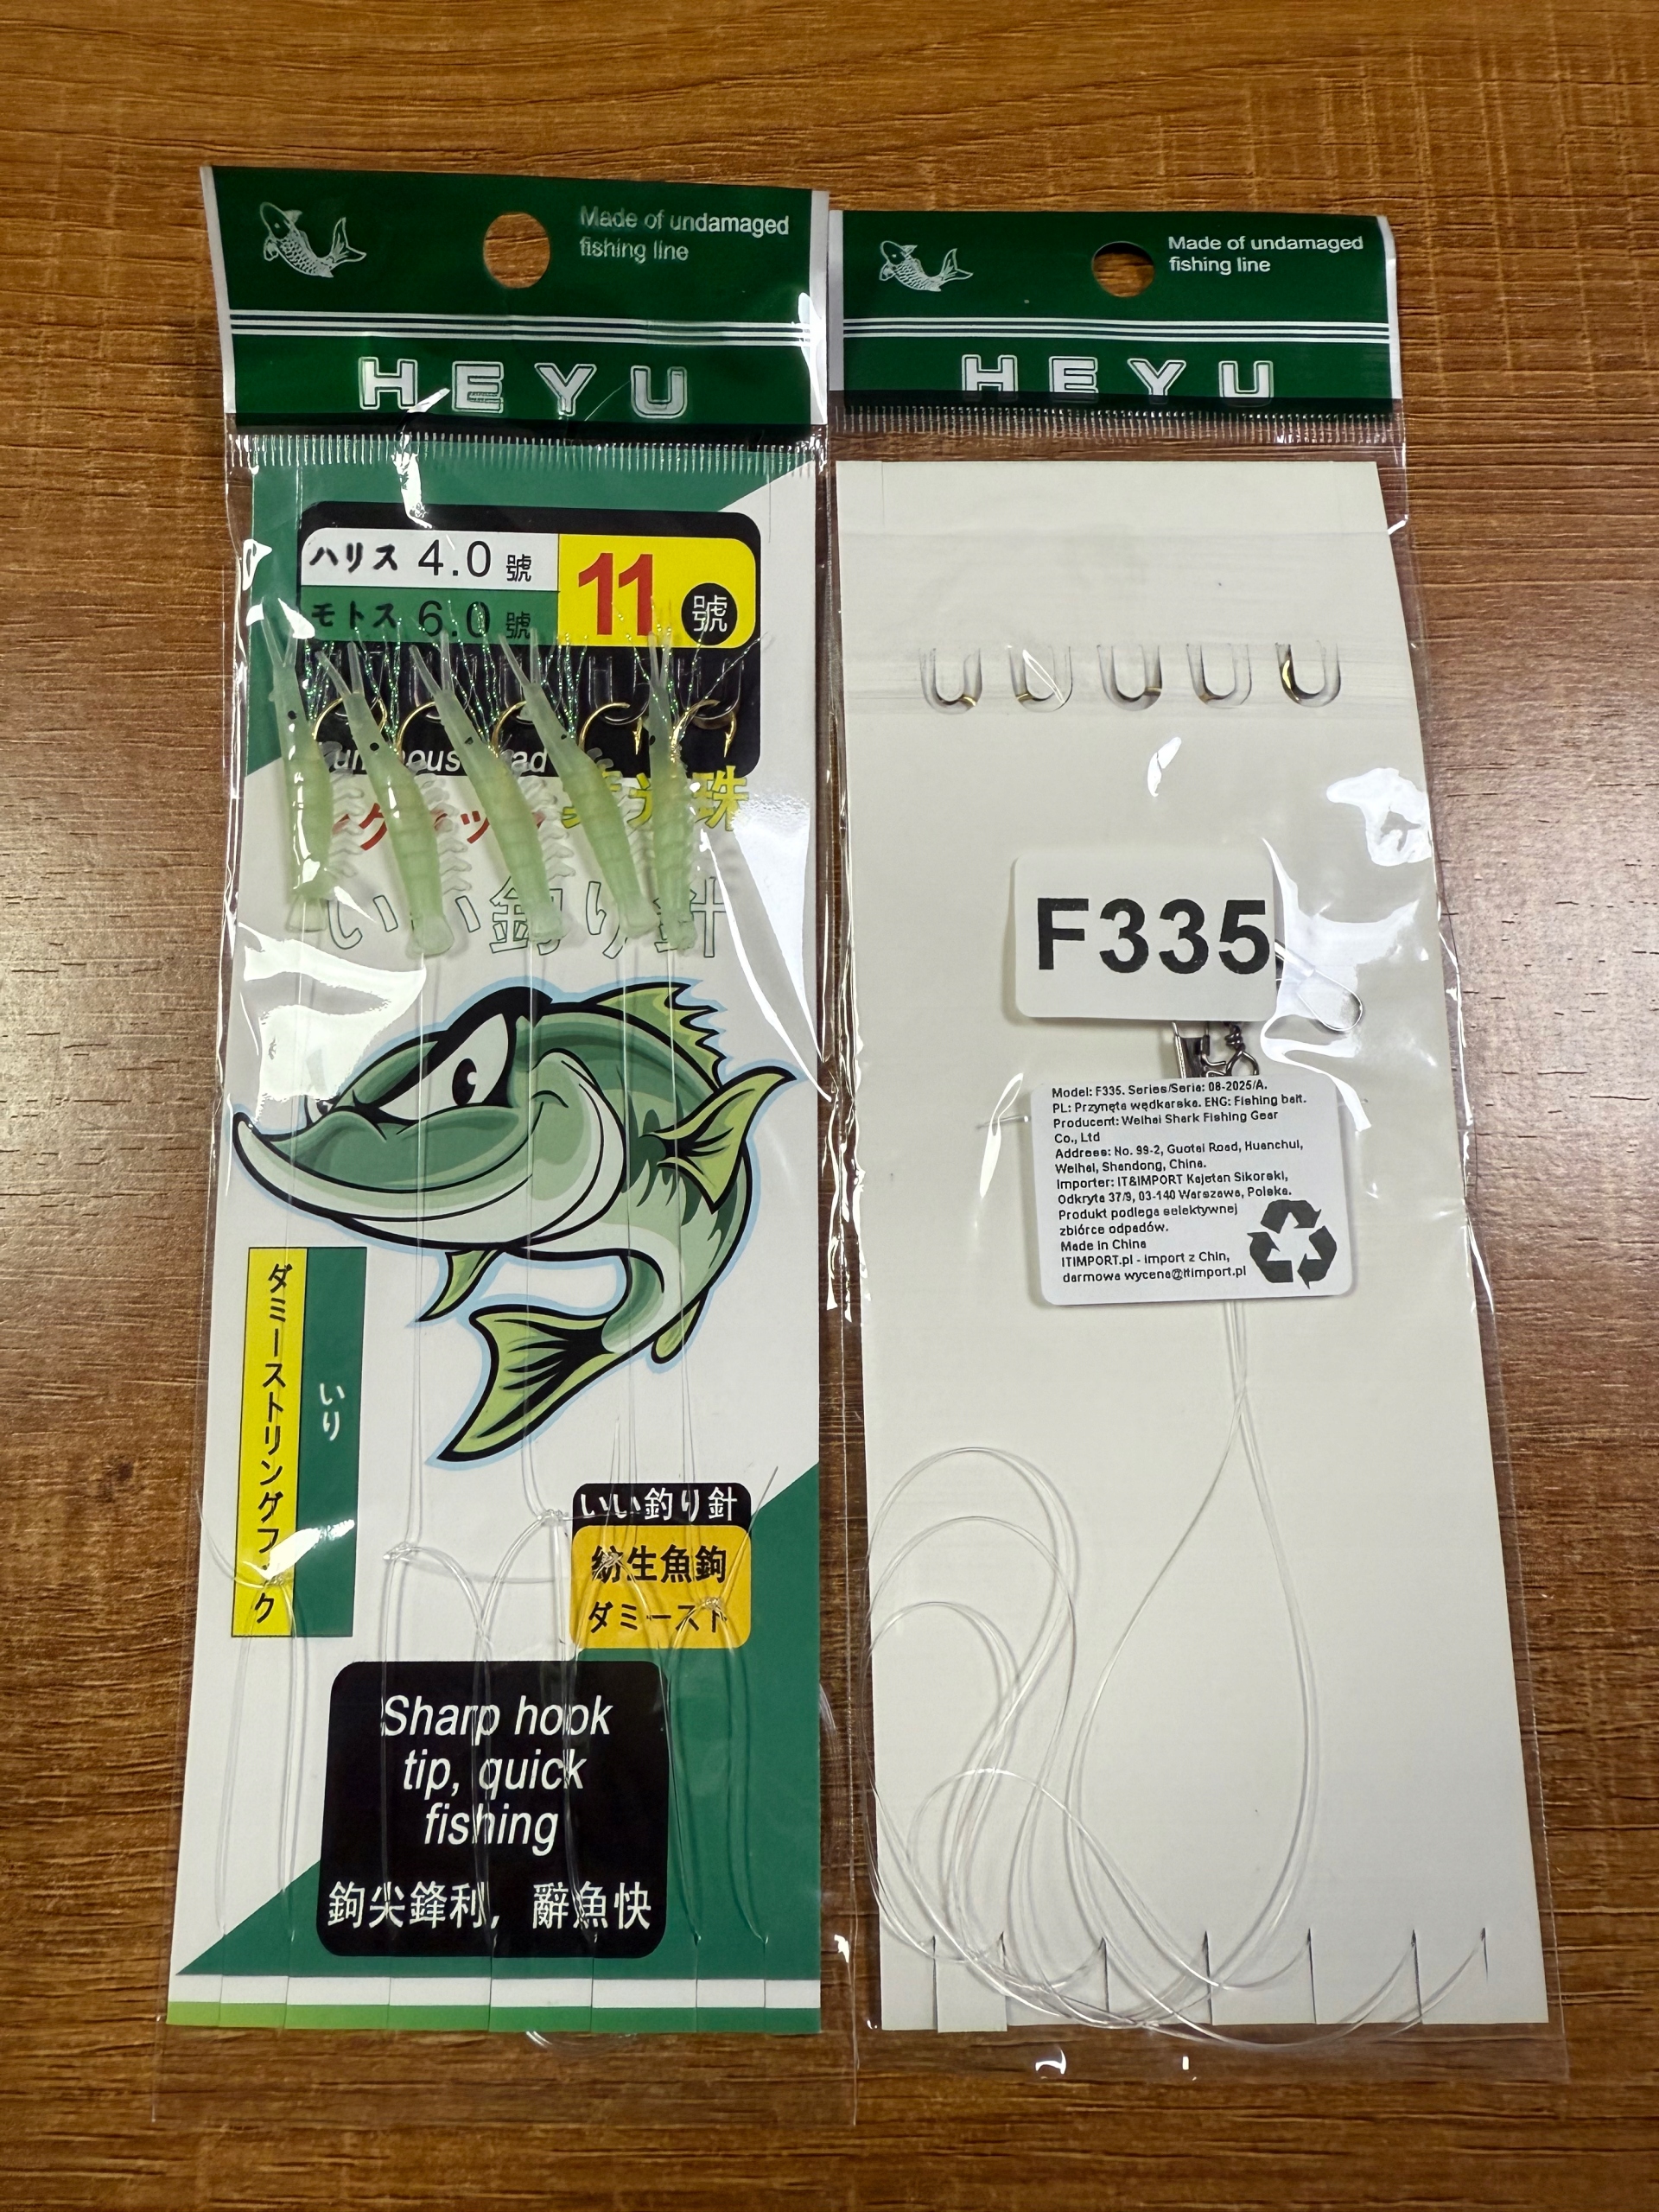 Made of undamaged
fishing line
HEYU
ハリス 4.0 號
モトス 6.0 號
11 號
いい釣り針
ダミーストリングフック
いり
いい釣り針
紡生魚鉤
ダミースト
Sharp hook
tip, quick
fishing
鉤尖鋒利, 辭魚快
Made of undamaged
fishing line
HEYU
F335
Model: F335. Series/Seria: 08-2025/A.
PL: Przynęta wędkarska. ENG: Fishing bait.
Producent: Weihai Shark Fishing Gear
Co., Ltd
Address: No. 99-2, Guotai Road, Huanchui,
Weihai, Shandong, China.
Importer: IT&IMPORT Kajetan Sikorski,
Odkryta 37/9, 03-140 Warszawa, Polska.
Produkt podlega selektywnej
zbiórce odpadów.
Made in China
ITIMPORT.pl - import z Chin,
darmowa wycena@itimport.pl